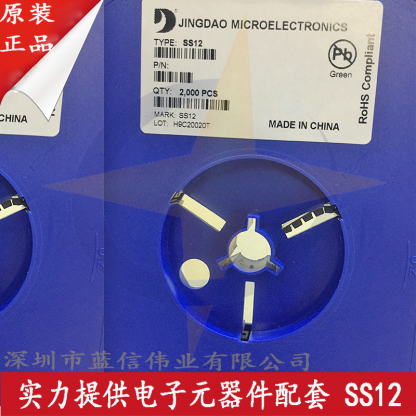 原装
正品
JINGDAO MICROELECTRONICS
TYPE: SS12
P/N:
QTY: 2,000 PCS
MARK: SS12
LOT: H9C20020T
MADE IN CHINA
Pb
Green
RoHS Compliant
CHINA
深圳市蓝信伟业有限公司
实力提供电子元器件配套 SS12